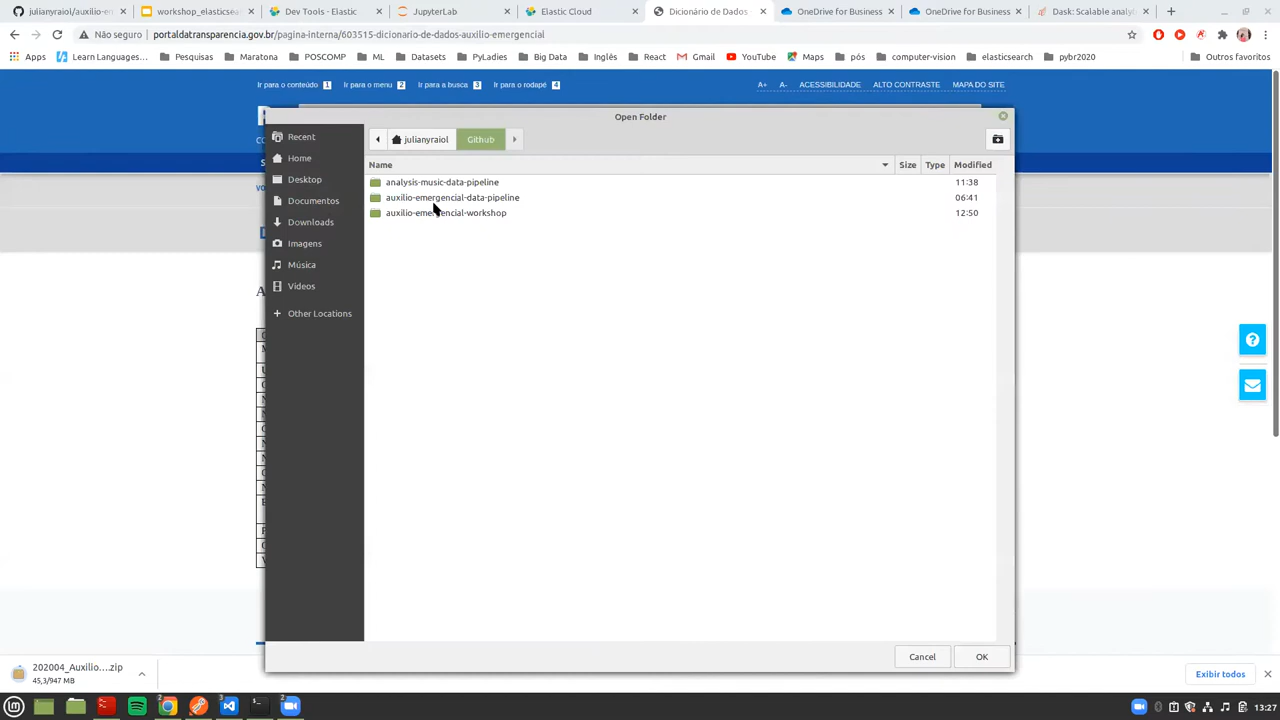 julianyraiol/auxilio-en
workshop_elasticsea
Dev Tools - Elastic
JupyterLab
Elastic Cloud
Dicionário de Dados
OneDrive for Business
OneDrive for Business
Dask: Scalable analy
Não seguro
portaldatransparencia.gov.br/pagina-interna/603515-dicionario-de-dados-auxilio-emergencial
Apps
Learn Languages...
Pesquisas
Maratona
POSCOMP
ML
Datasets
PyLadies
Big Data
Inglês
React
Gmail
YouTube
Maps
pós
computer-vision
elasticsearch
pybr2020
Outros favoritos
Ir para o conteúdo 1
Ir para o menu 2
Ir para a busca 3
Ir para o rodapé 4
A+
A-
ACESSIBILIDADE
ALTO CONTRASTE
MAPA DO SITE
Open Folder
Recent
Home
Desktop
Documentos
Downloads
Imagens
Música
Vídeos
Other Locations
julianyraiol
Github
Name
Size
Type
Modified
analysis-music-data-pipeline
11:38
auxilio-emergencial-data-pipeline
06:41
auxilio-emergencial-workshop
12:50
Cancel
OK
202004_Auxilio....zip
45,3/947 MB
Exibir todos
13:27